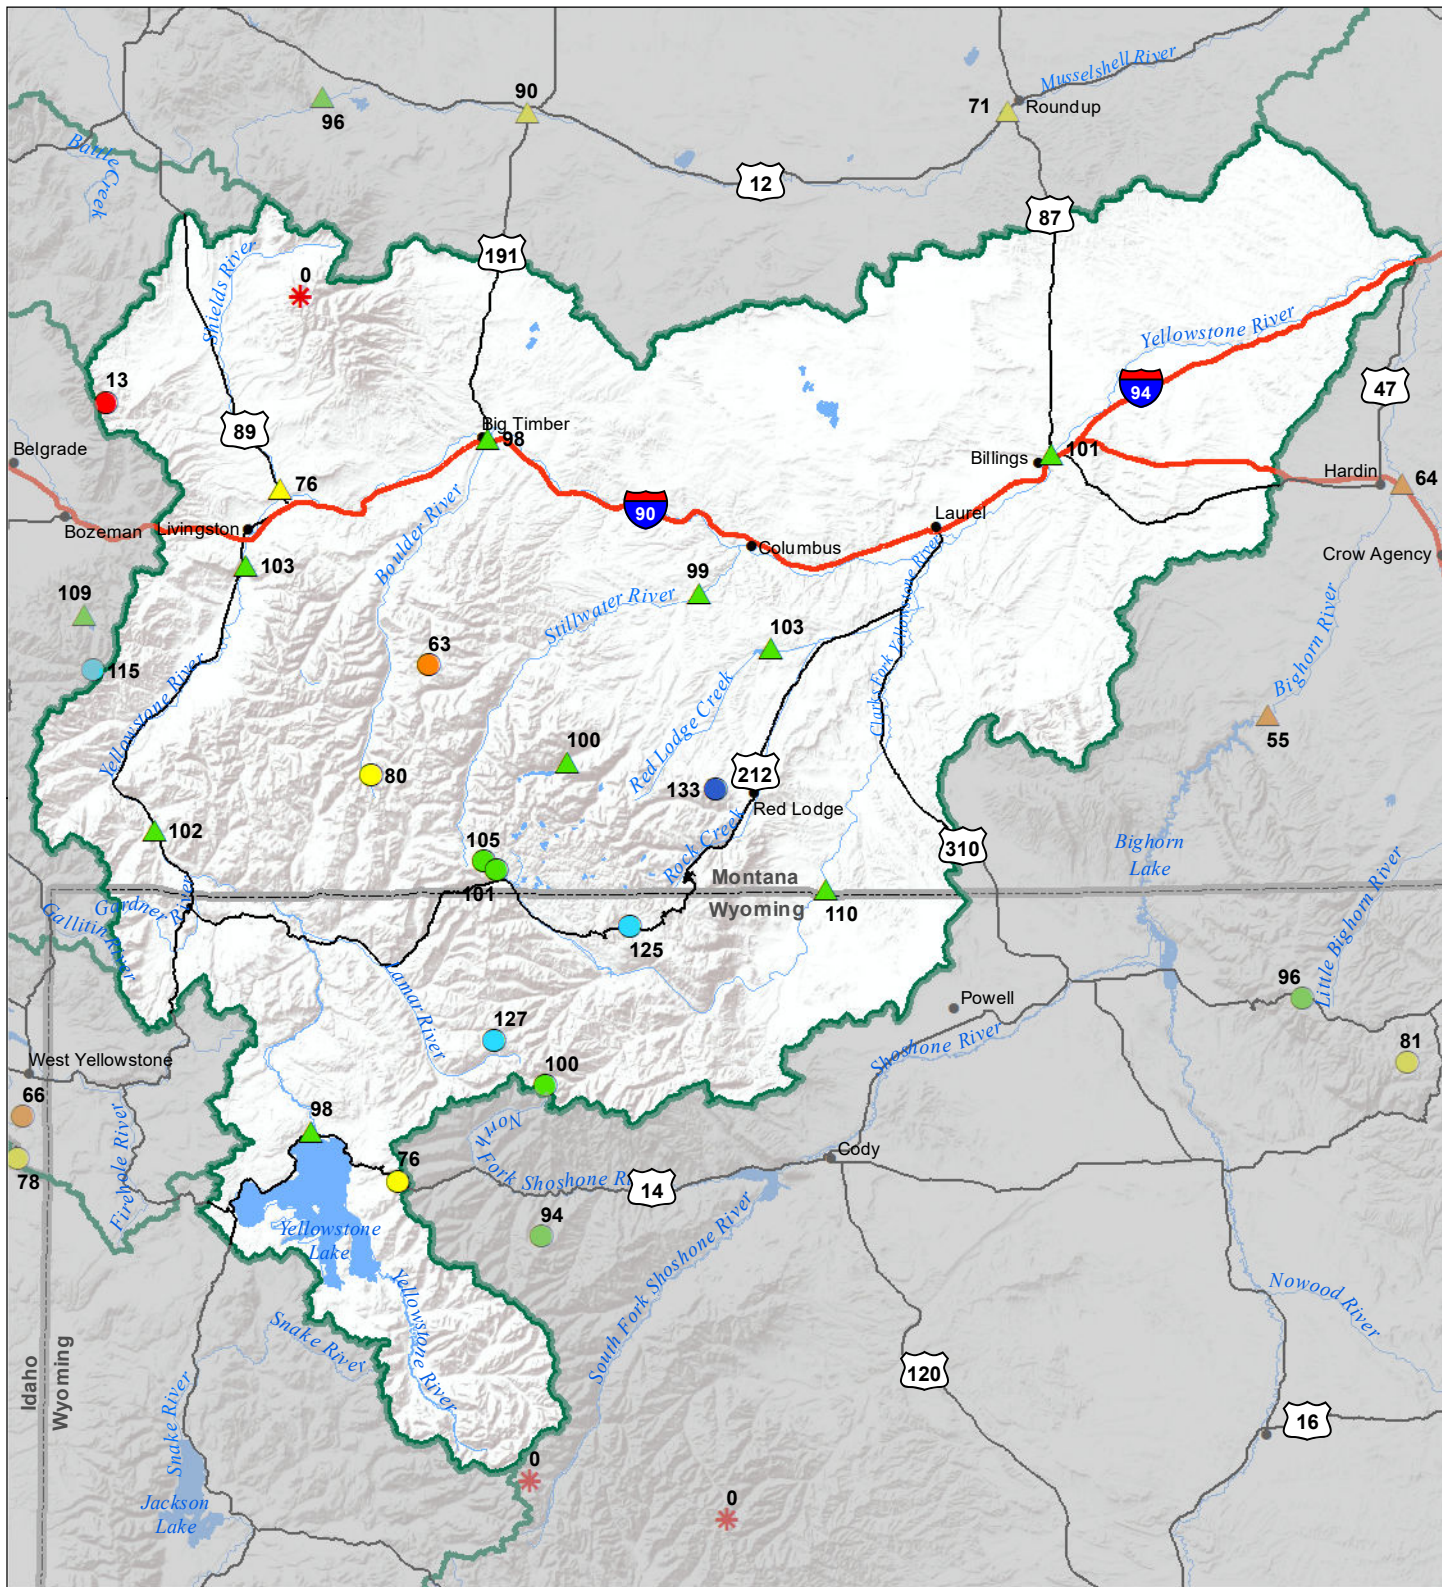 90
96
71
Roundup
Musselshell River
Battle Creek
12
87
191
0
Shields River
Yellowstone River
13
94
47
89
Big Timber
98
Belgrade
Billings
101
Hardin
64
76
90
Laurel
Bozeman
Livingston
Columbus
Crow Agency
103
Boulder River
99
Clarks Fork Yellowstone River
109
Stillwater River
103
Bighorn River
115
63
Yellowstone River
Red Lodge Creek
55
100
80
133
212
Red Lodge
102
105
Rock Creek
310
Bighorn
Lake
101
Montana
Wyoming
110
Gardner River
Gallitin River
125
Little Bighorn River
Lamar River
96
Powell
127
Shoshone River
81
West Yellowstone
100
66
98
North Fork Shoshone Ri
Firehole River
76
Cody
78
14
94
Yellowstone
Lake
South Fork Shoshone River
Yellowstone River
Nowood River
Snake River
Idaho
Wyoming
120
Snake River
16
0
0
Jackson
Lake